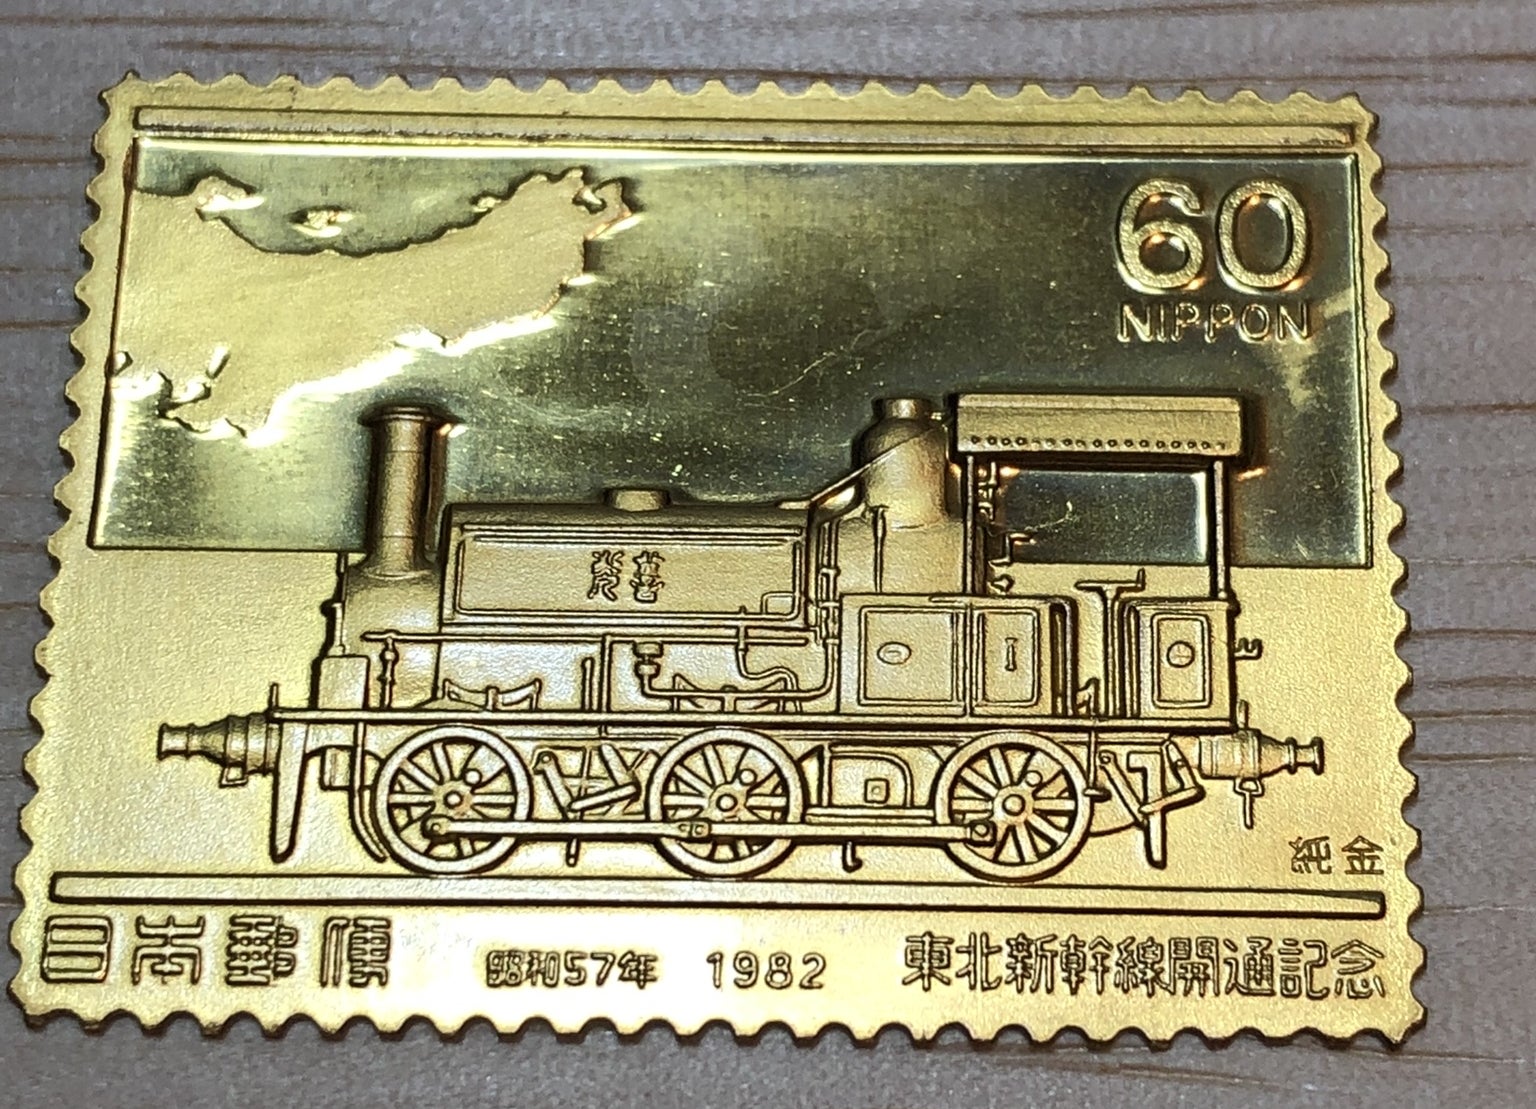 60
NIPPON
善光
純金
日本郵便
昭和57年 1982 東北新幹線開通記念